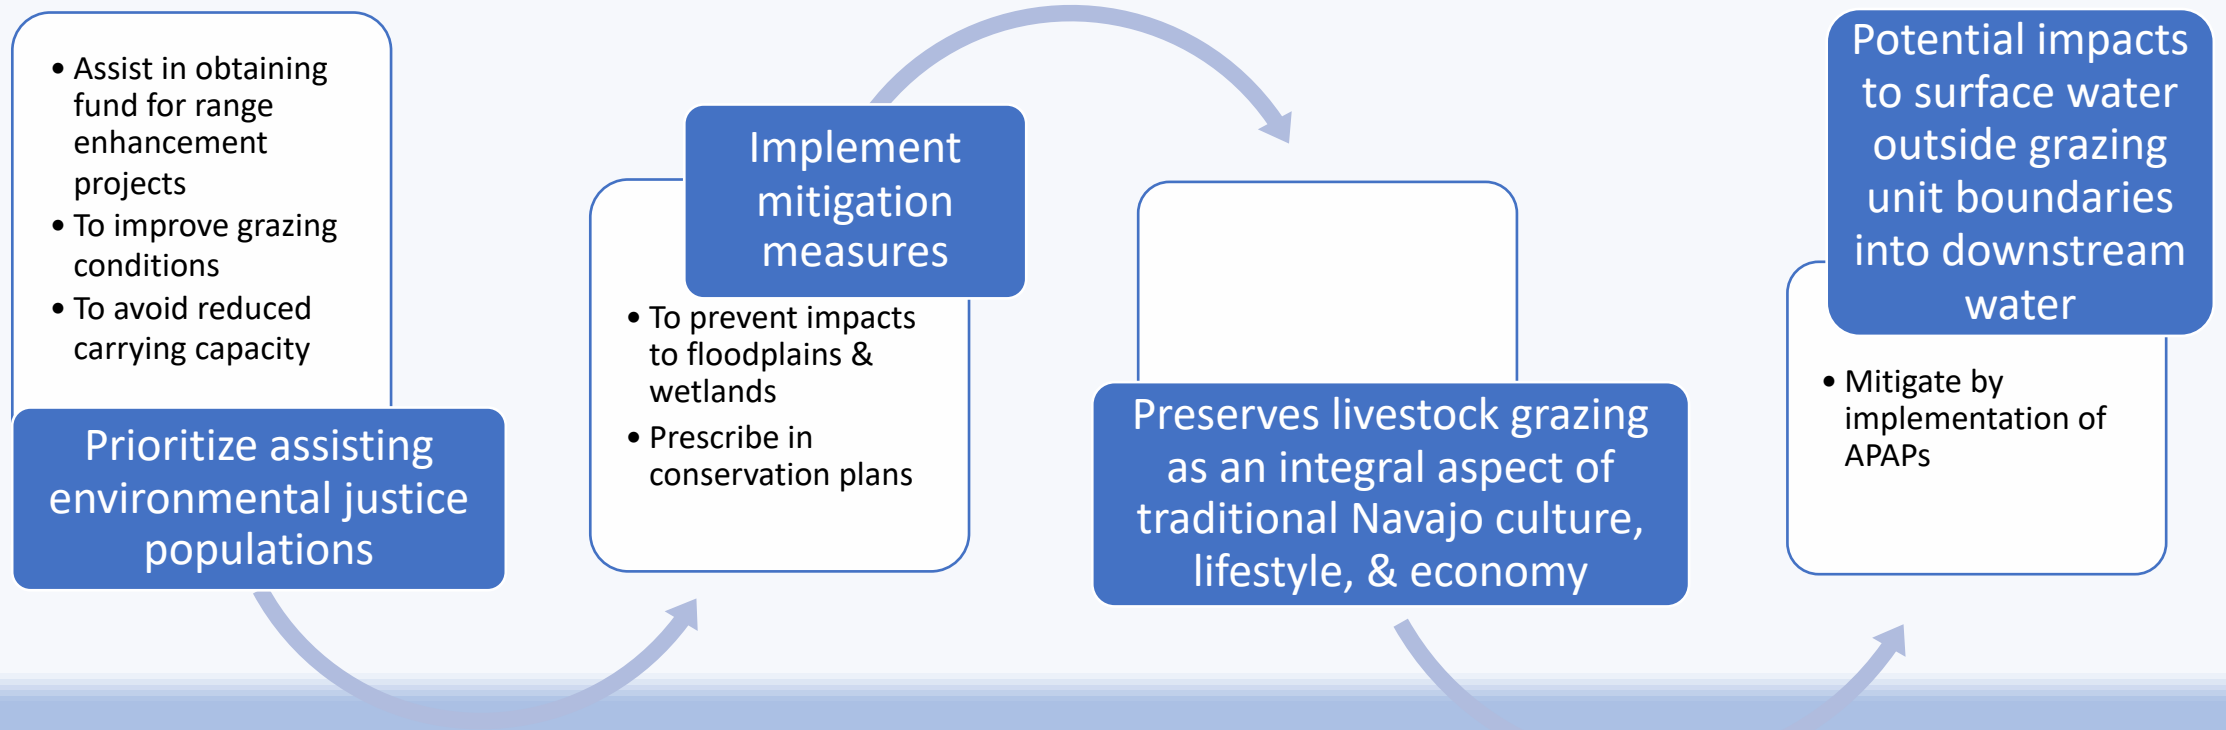 • Assist in obtaining
fund for range
enhancement
projects
• To improve grazing
conditions
• To avoid reduced
carrying capacity
Prioritize assisting
environmental justice
populations
Implement
mitigation
measures
• To prevent impacts
to floodplains &
wetlands
• Prescribe in
conservation plans
Preserves livestock grazing
as an integral aspect of
traditional Navajo culture,
lifestyle, & economy
Potential impacts
to surface water
outside grazing
unit boundaries
into downstream
water
• Mitigate by
implementation of
APAPs